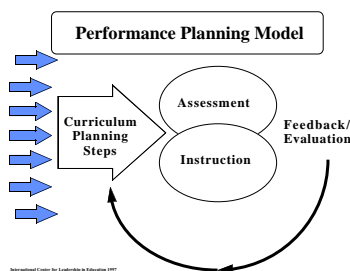 Performance Planning Model
Curriculum
Planning
Steps
Assessment
Instruction
Feedback/
Evaluation
International Center for Leadership in Education 1997